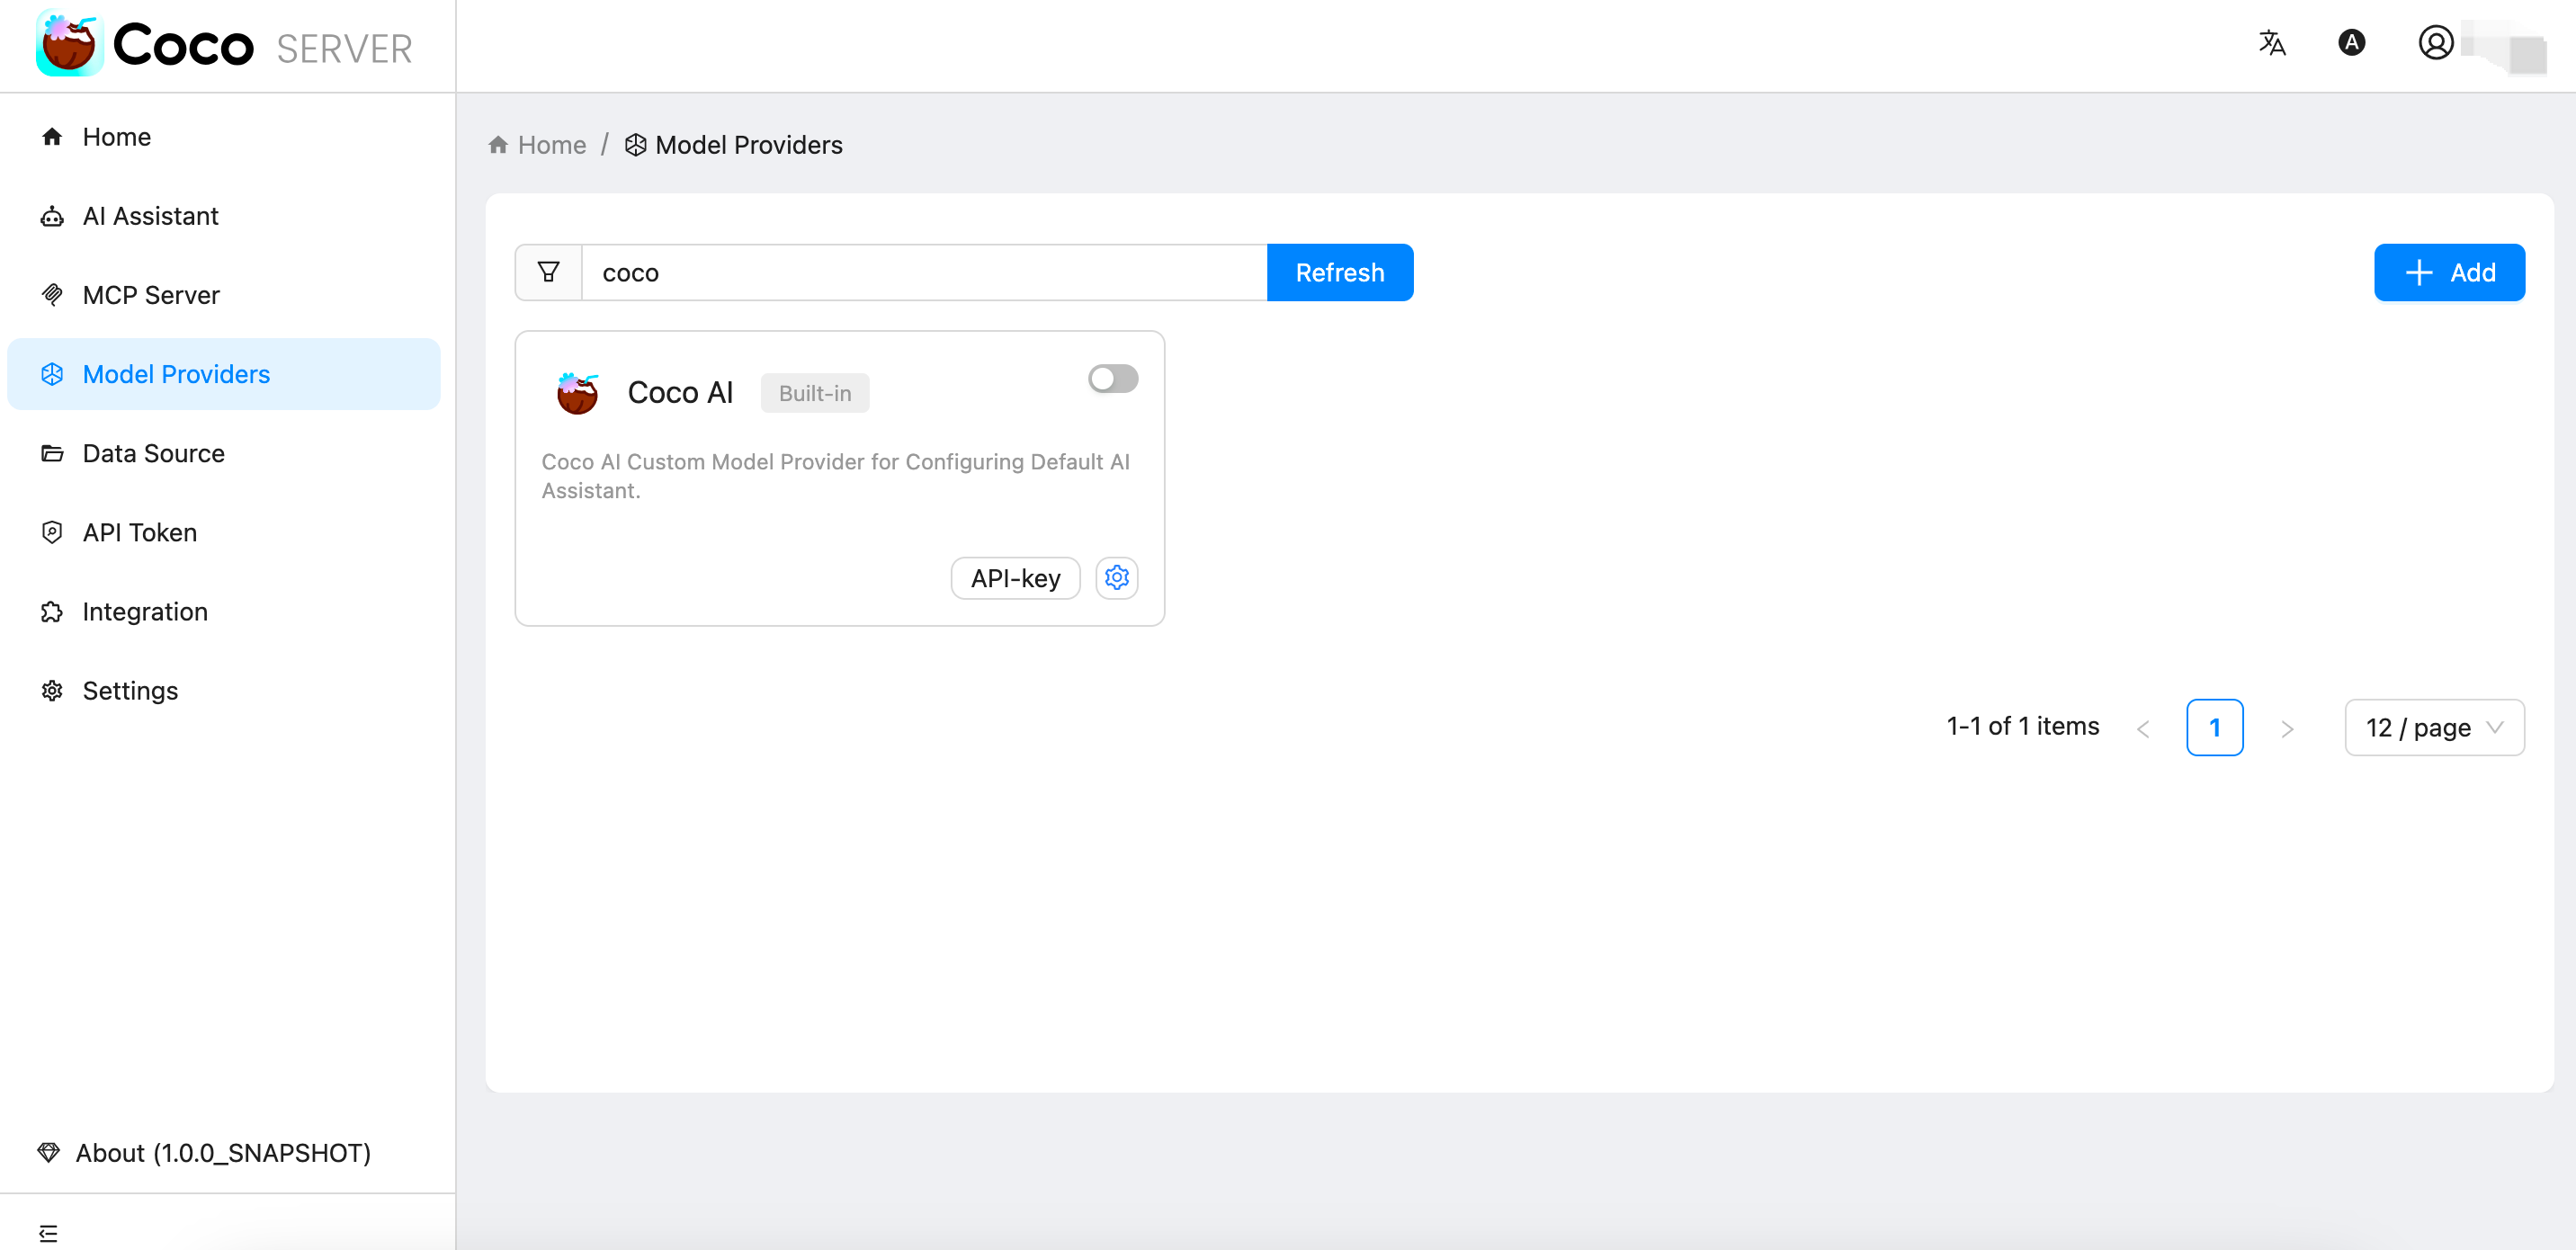 Coco SERVER
A
Home
AI Assistant
MCP Server
Model Providers
Data Source
API Token
Integration
Settings
About (1.0.0_SNAPSHOT)
Home / Model Providers
coco
Refresh
Add
Coco AI
Built-in
Coco AI Custom Model Provider for Configuring Default AI
Assistant.
API-key
1-1 of 1 items
1
12 / page